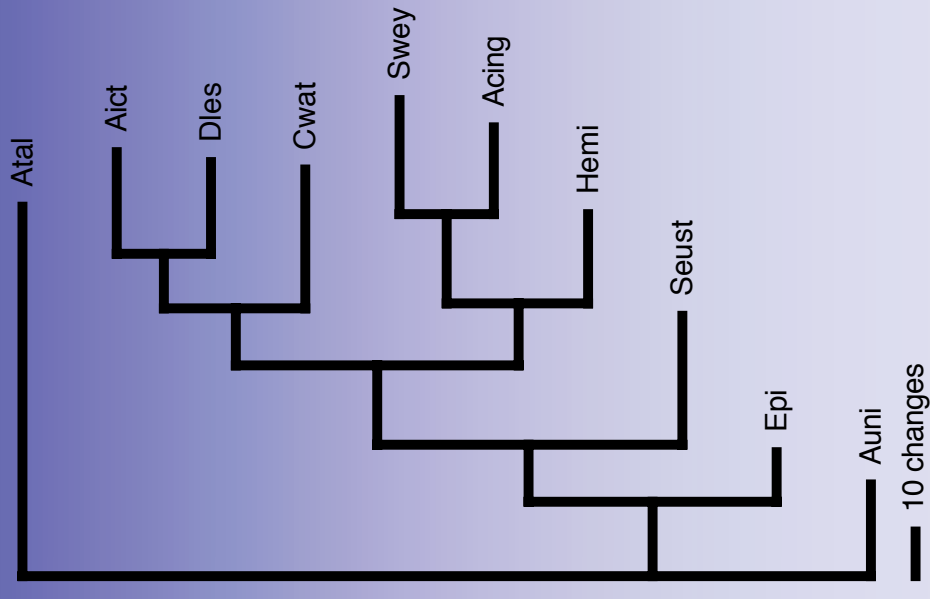 Atal
Aict
Dles
Cwat
Swey
Acing
Hemi
Seust
Epi
Auni
10 changes